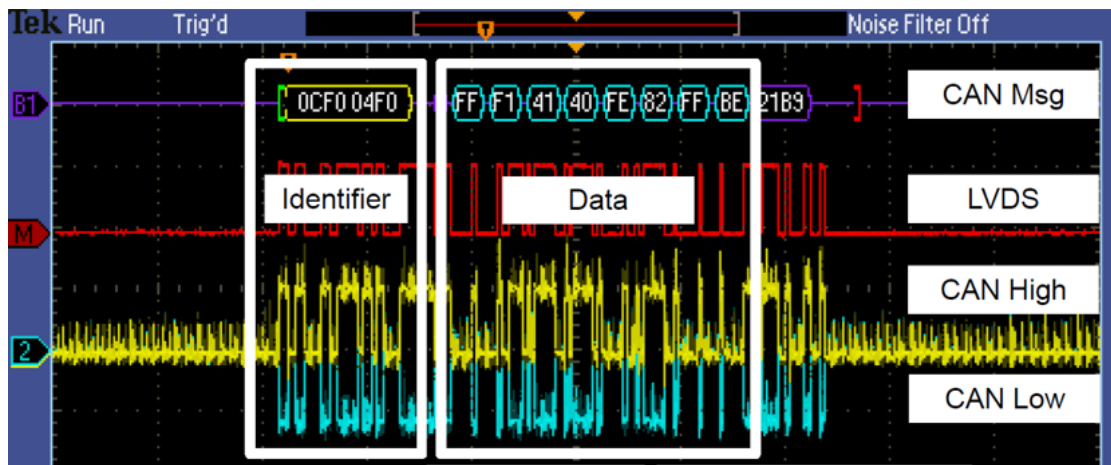 Tek Run Trig'd Noise Filter Off
B1 0CF0 04F0 FF F1 41 40 FE 82 FF BE 21B9 CAN Msg
Identifier Data LVDS
M
CAN High
2
CAN Low